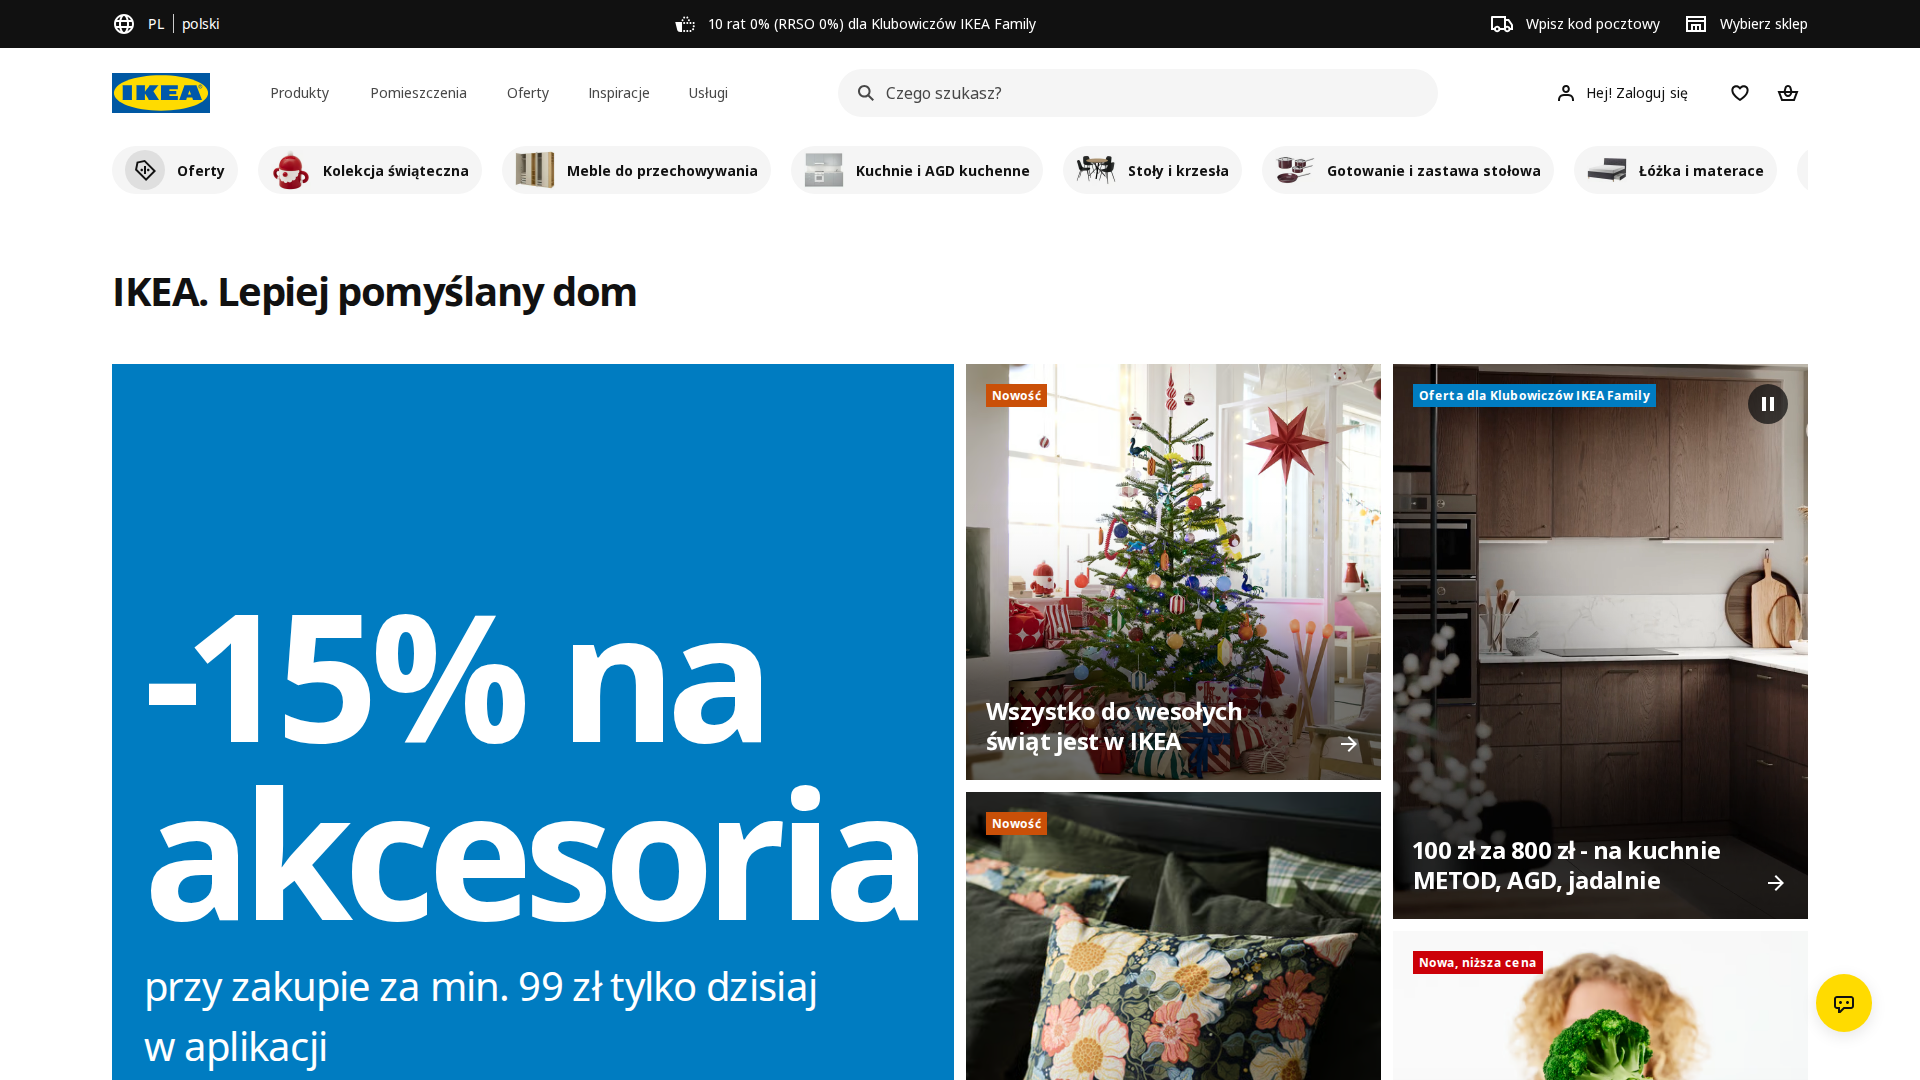 PL | polski
10 rat 0% (RRSO 0%) dla Klubowiczów IKEA Family
Wpisz kod pocztowy
Wybierz sklep
IKEA
Produkty
Pomieszczenia
Oferty
Inspiracje
Usługi
Czego szukasz?
Hej! Zaloguj się
Oferty
Kolekcja świąteczna
Meble do przechowywania
Kuchnie i AGD kuchenne
Stoły i krzesła
Gotowanie i zastawa stołowa
Łóżka i materace
IKEA. Lepiej pomyślany dom
-15% na
akcesoria
przy zakupie za min. 99 zł tylko dzisiaj
w aplikacji
Nowość
Wszystko do wesołych
świąt jest w IKEA
Nowość
Oferta dla Klubowiczów IKEA Family
100 zł za 800 zł - na kuchnie
METOD, AGD, jadalnie
Nowa, niższa cena